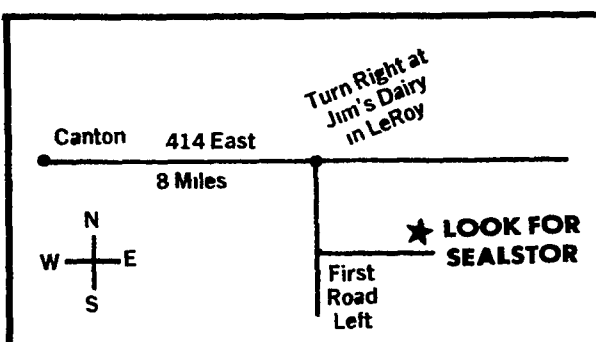 Turn Right at
Jim's Dairy
in LeRoy
Canton
414 East
8 Miles
N
W
E
S
LOOK FOR
SEALSTOR
First
Road
Left